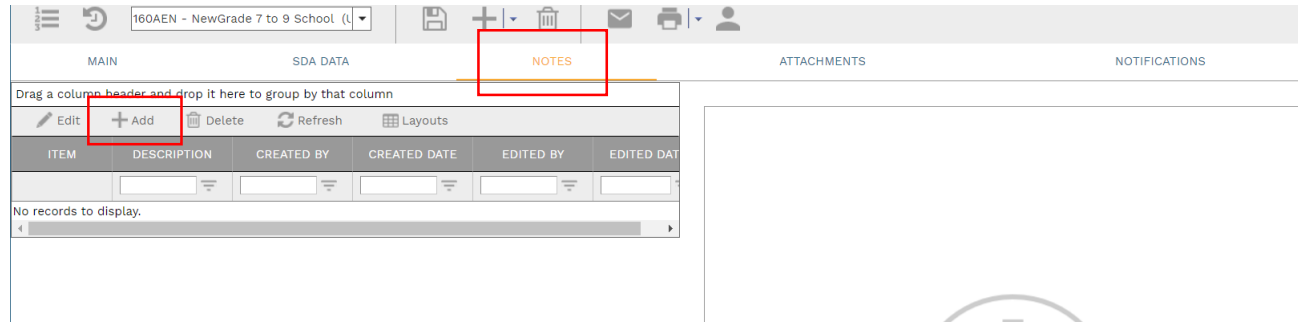 160AEN - NewGrade 7 to 9 School (L
MAIN SDA DATA NOTES ATTACHMENTS NOTIFICATIONS
Drag a column header and drop it here to group by that column
Edit Add Delete Refresh Layouts
ITEM DESCRIPTION CREATED BY CREATED DATE EDITED BY EDITED DAT
No records to display.